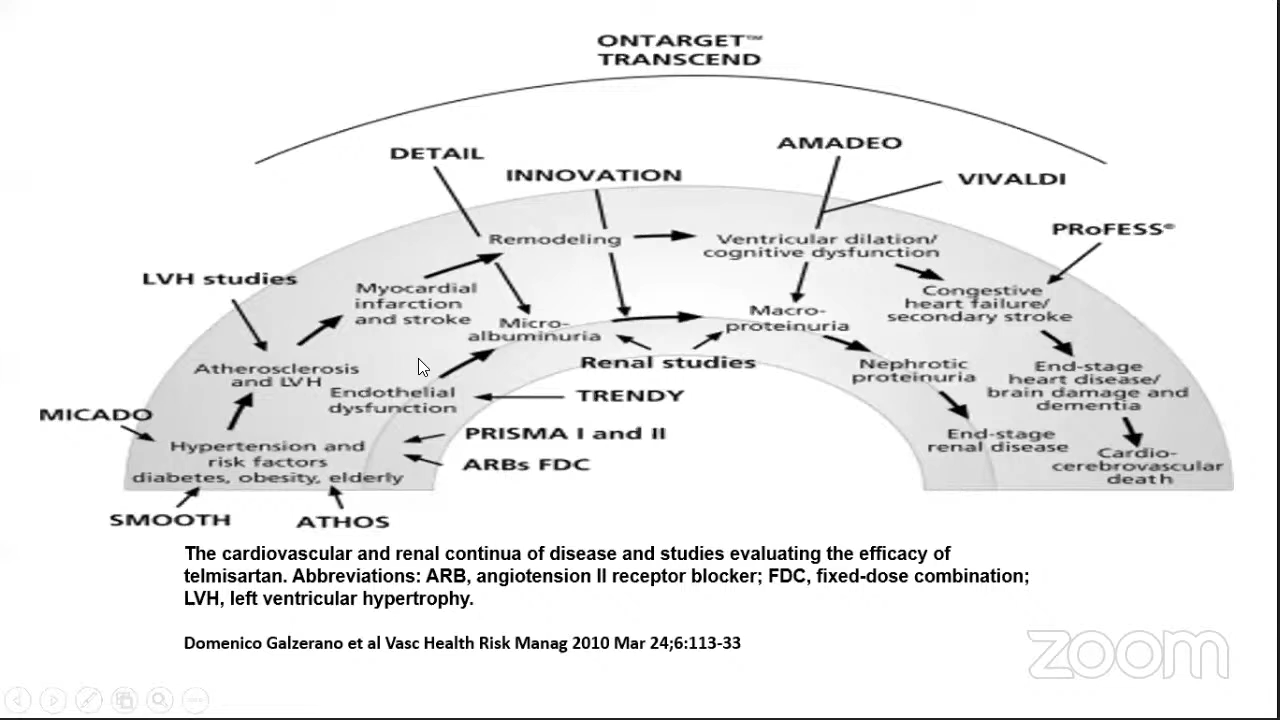 ONTARGET™
TRANSCEND
DETAIL
AMADEO
INNOVATION
VIVALDI
PRoFESS®
Remodeling
Ventricular dilation/
cognitive dysfunction
LVH studies
Myocardial
infarction
and stroke
Congestive
heart failure/
secondary stroke
Micro-
albuminuria
Macro-
proteinuria
Renal studies
Atherosclerosis
and LVH
Nephrotic
proteinuria
End-stage
heart disease/
brain damage and
dementia
Endothelial
dysfunction
TRENDY
MICADO
PRISMA I and II
Hypertension and
risk factors
diabetes, obesity, elderly
ARBs FDC
End-stage
renal disease
Cardio-
cerebrovascular
death
SMOOTH
ATHOS
The cardiovascular and renal continua of disease and studies evaluating the efficacy of
telmisartan. Abbreviations: ARB, angiotension II receptor blocker; FDC, fixed-dose combination;
LVH, left ventricular hypertrophy.
Domenico Galzerano et al Vasc Health Risk Manag 2010 Mar 24;6:113-33
zoom